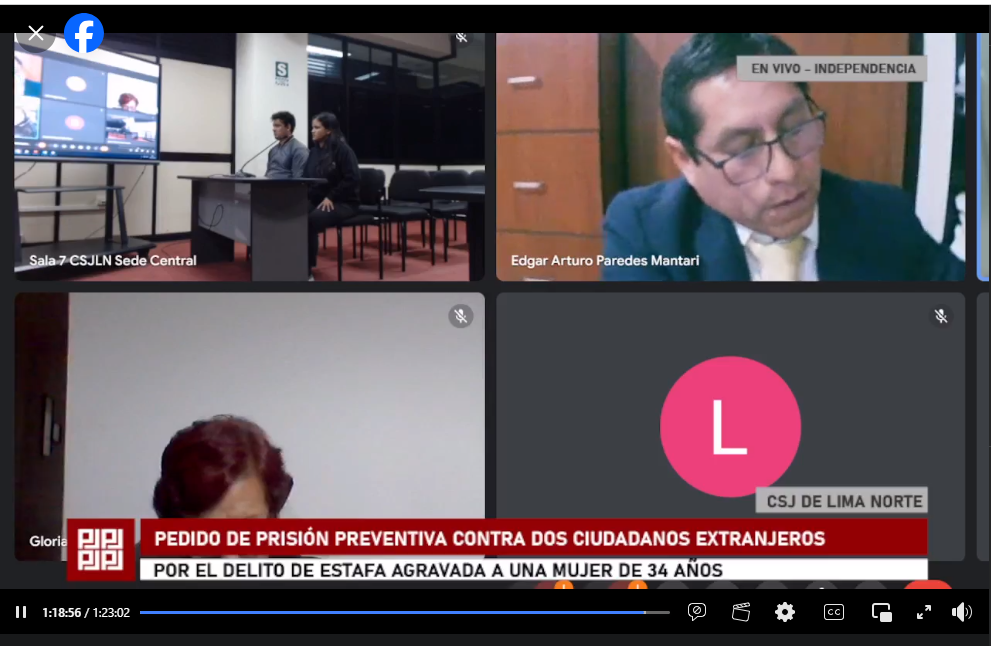 EN VIVO - INDEPENDENCIA
S
Sala 7 CSJLN Sede Central
Edgar Arturo Paredes Mantari
L
CSJ DE LIMA NORTE
Gloria
PEDIDO DE PRISIÓN PREVENTIVA CONTRA DOS CIUDADANOS EXTRANJEROS
POR EL DELITO DE ESTAFA AGRAVADA A UNA MUJER DE 34 AÑOS
1:18:56 / 1:23:02
CC